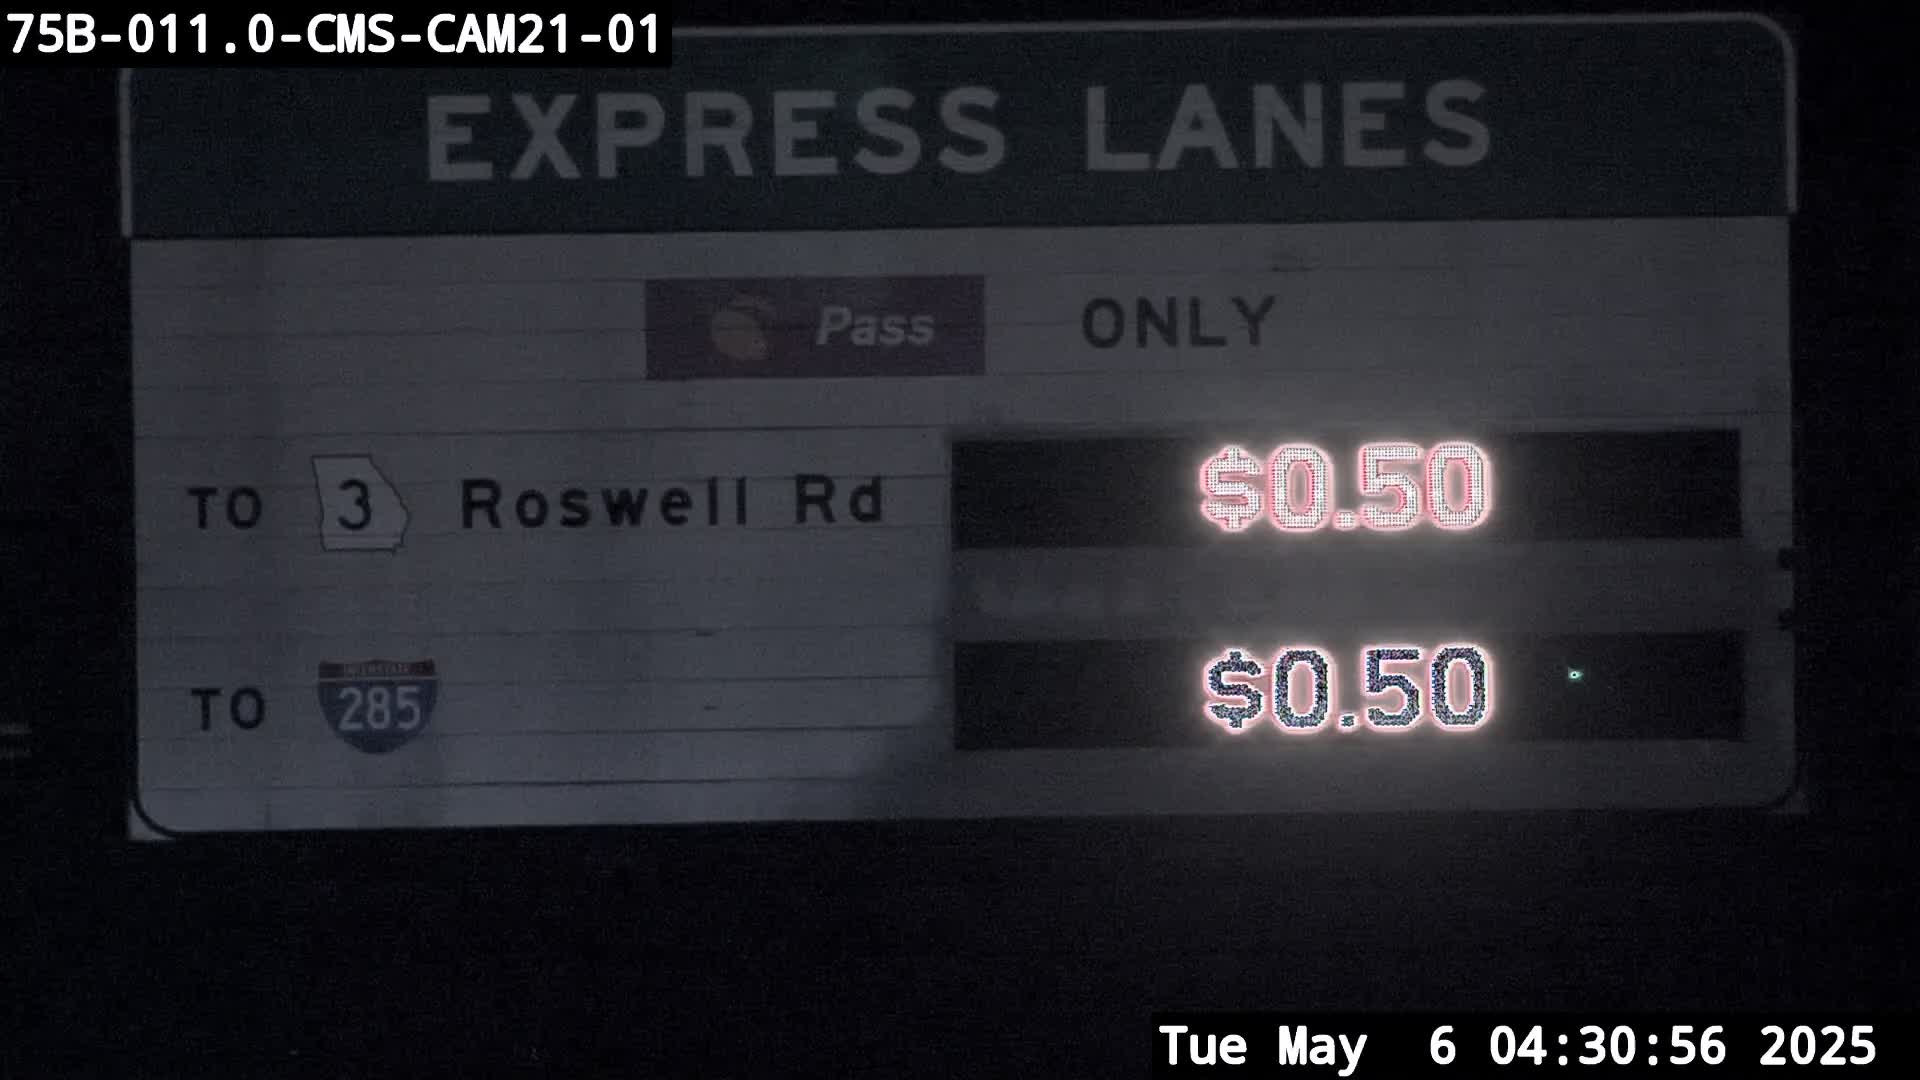 75B-011.0-CMS-CAM21-01
EXPRESS LANES
Pass ONLY
TO 3 Roswell Rd $0.50
TO INTERSTATE 285 $0.50
Tue May 6 04:30:56 2025